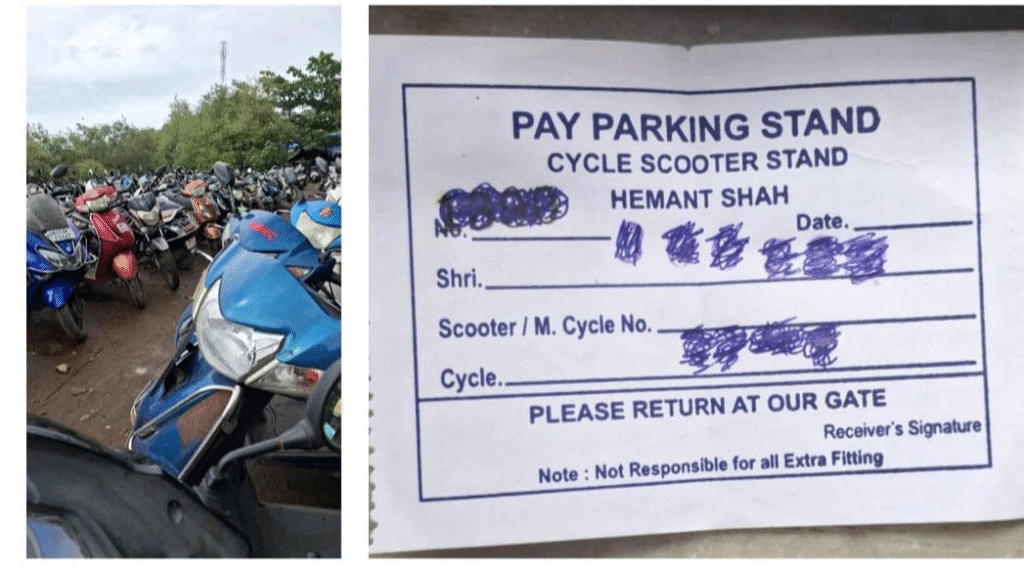 PAY PARKING STAND
CYCLE SCOOTER STAND
HEMANT SHAH
No. Date.
Shri.
Scooter / M. Cycle No.
Cycle.
PLEASE RETURN AT OUR GATE
Receiver's Signature
Note : Not Responsible for all Extra Fitting